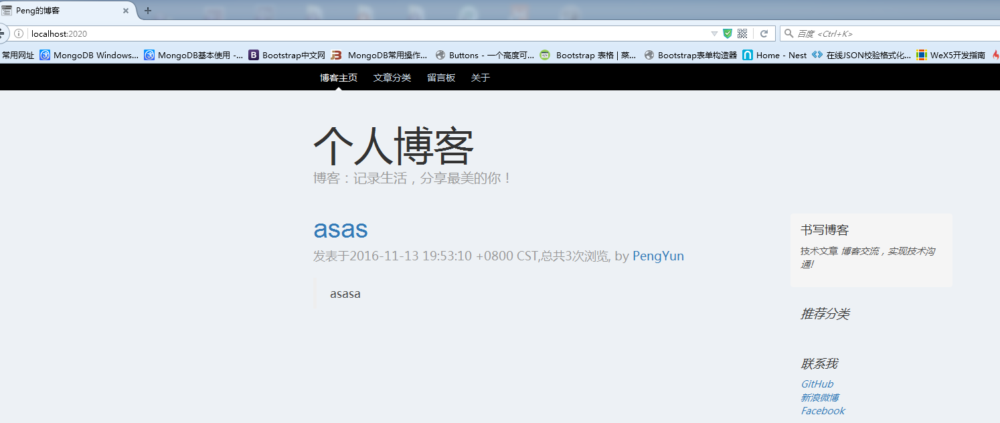 Peng的博客
localhost:2020
百度 <Ctrl+K>
常用网址 MongoDB Windows... MongoDB基本使用 -... Bootstrap中文网 MongoDB常用操作... Buttons - 一个高度可... Bootstrap 表格 | 菜... Bootstrap表单构造器 Home - Nest 在线JSON校验格式化... WeX5开发指南
博客主页 文章分类 留言板 关于
个人博客
博客：记录生活，分享最美的你！
asas
发表于2016-11-13 19:53:10 +0800 CST,总共3次浏览, by PengYun
asasa
书写博客
技术文章 博客交流，实现技术沟
通!
推荐分类
联系我
GitHub
新浪微博
Facebook